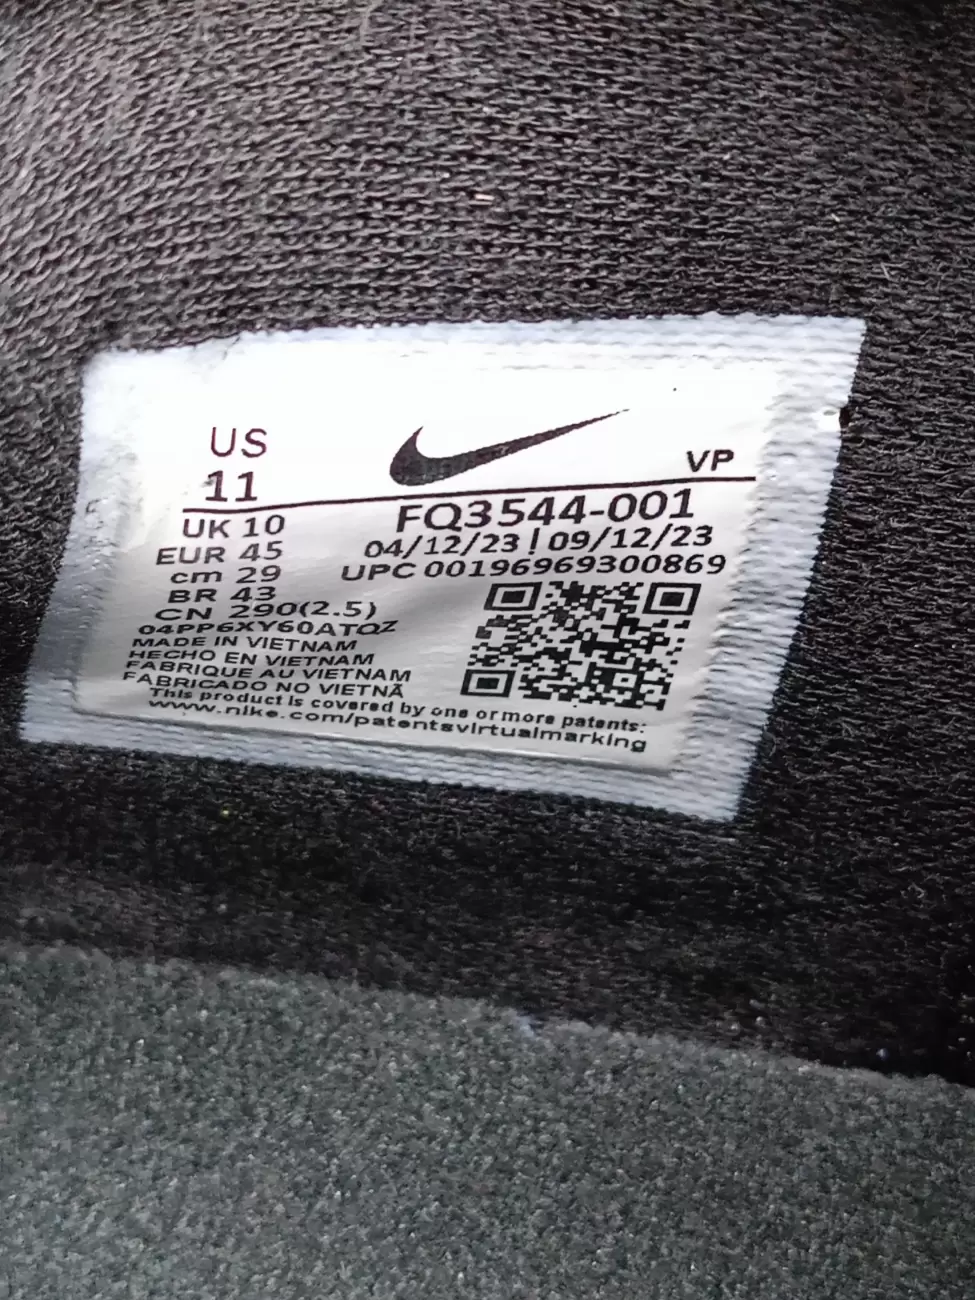 US
11
VP
UK 10
EUR 45
cm 29
BR 43
CN 290(2.5)
04PP6XY60ATQZ
MADE IN VIETNAM
HECHO EN VIETNAM
FABRIQUE AU VIETNAM
FABRICADO NO VIETNÃ
FQ3544-001
04/12/23 | 09/12/23
UPC 00196969300869
This product is covered by one or more patents:
www.nike.com/patentsvirtualmarking